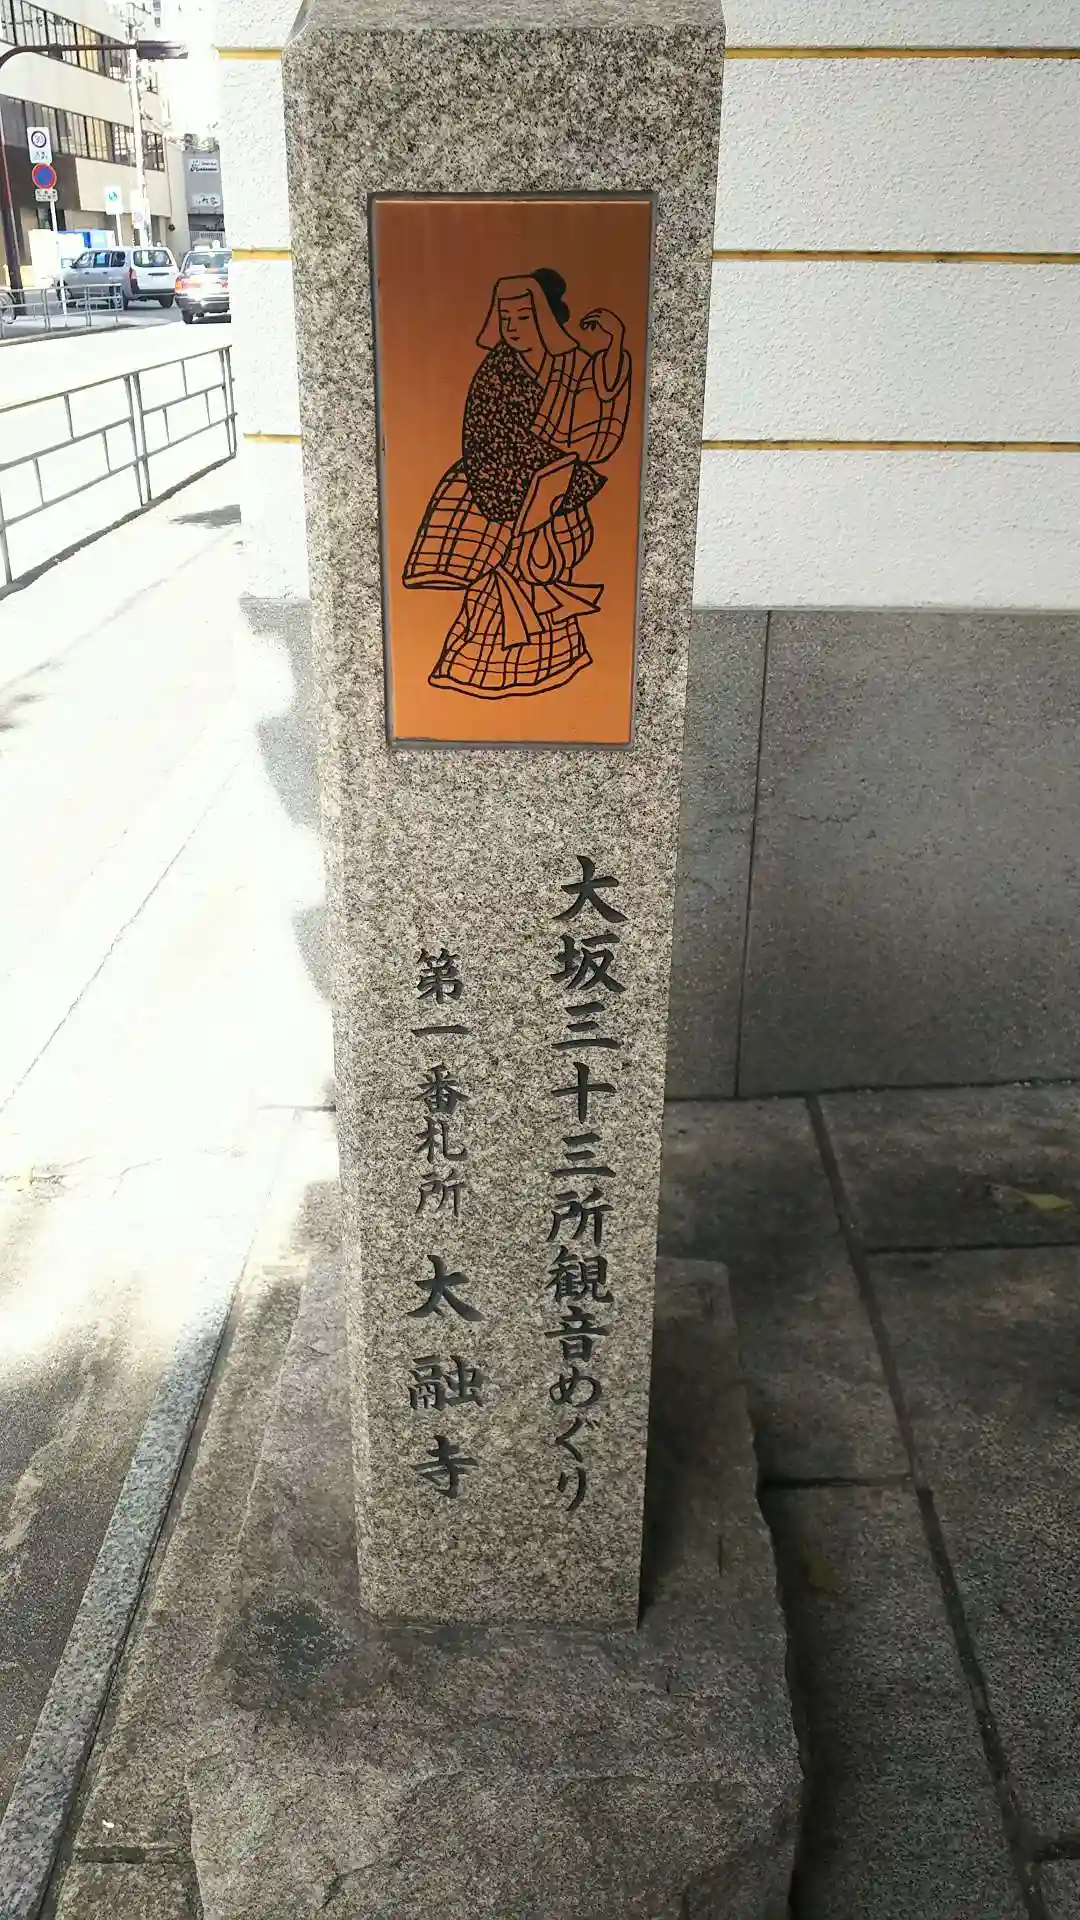 大坂三十三所観音めぐり
第一番札所 太融寺